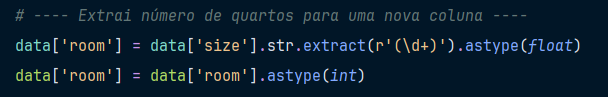 # ---- Extrai número de quartos para uma nova coluna ----
data['room'] = data['size'].str.extract(r'(\d+)').astype(float)
data['room'] = data['room'].astype(int)